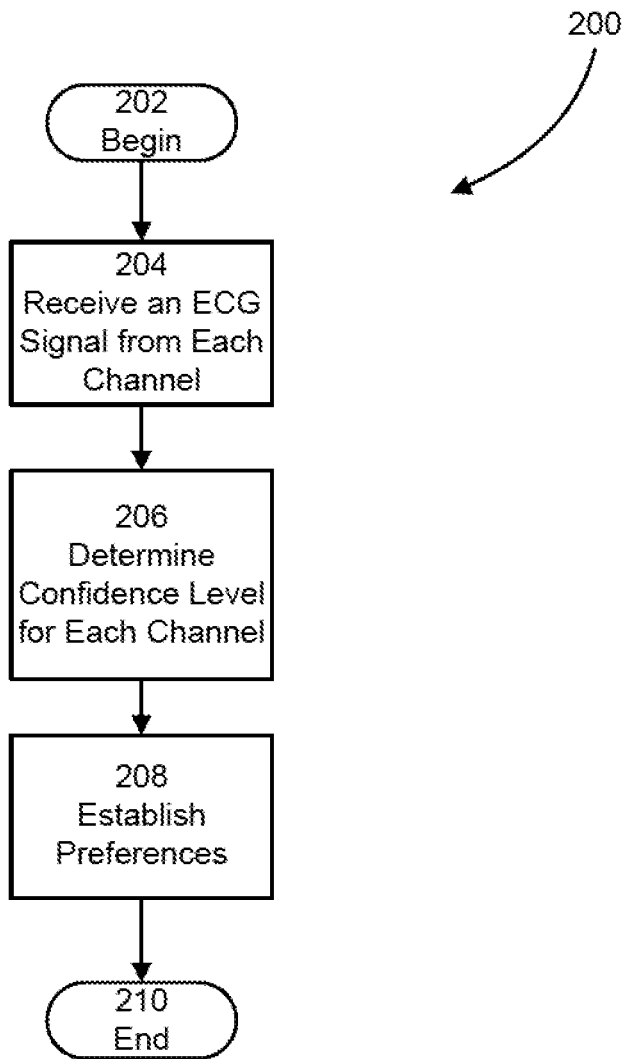 200
202
Begin
204
Receive an ECG
Signal from Each
Channel
206
Determine
Confidence Level
for Each Channel
208
Establish
Preferences
210
End